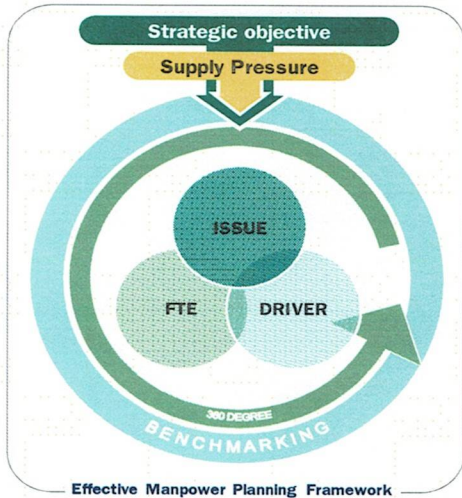 Strategic objective
Supply Pressure
ISSUE
FTE
DRIVER
360 DEGREE
BENCHMARKING
Effective Manpower Planning Framework